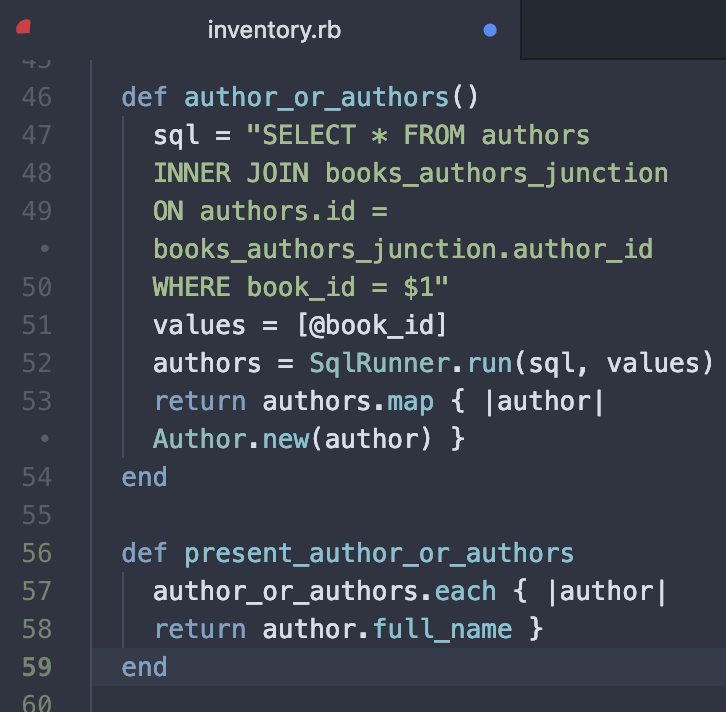 inventory.rb
45
46 def author_or_authors()
47 sql = "SELECT * FROM authors
48 INNER JOIN books_authors_junction
49 ON authors.id =
• books_authors_junction.author_id
50 WHERE book_id = $1"
51 values = [@book_id]
52 authors = SqlRunner.run(sql, values)
53 return authors.map { |author|
• Author.new(author) }
54 end
55
56 def present_author_or_authors
57 author_or_authors.each { |author|
58 return author.full_name }
59 end
60